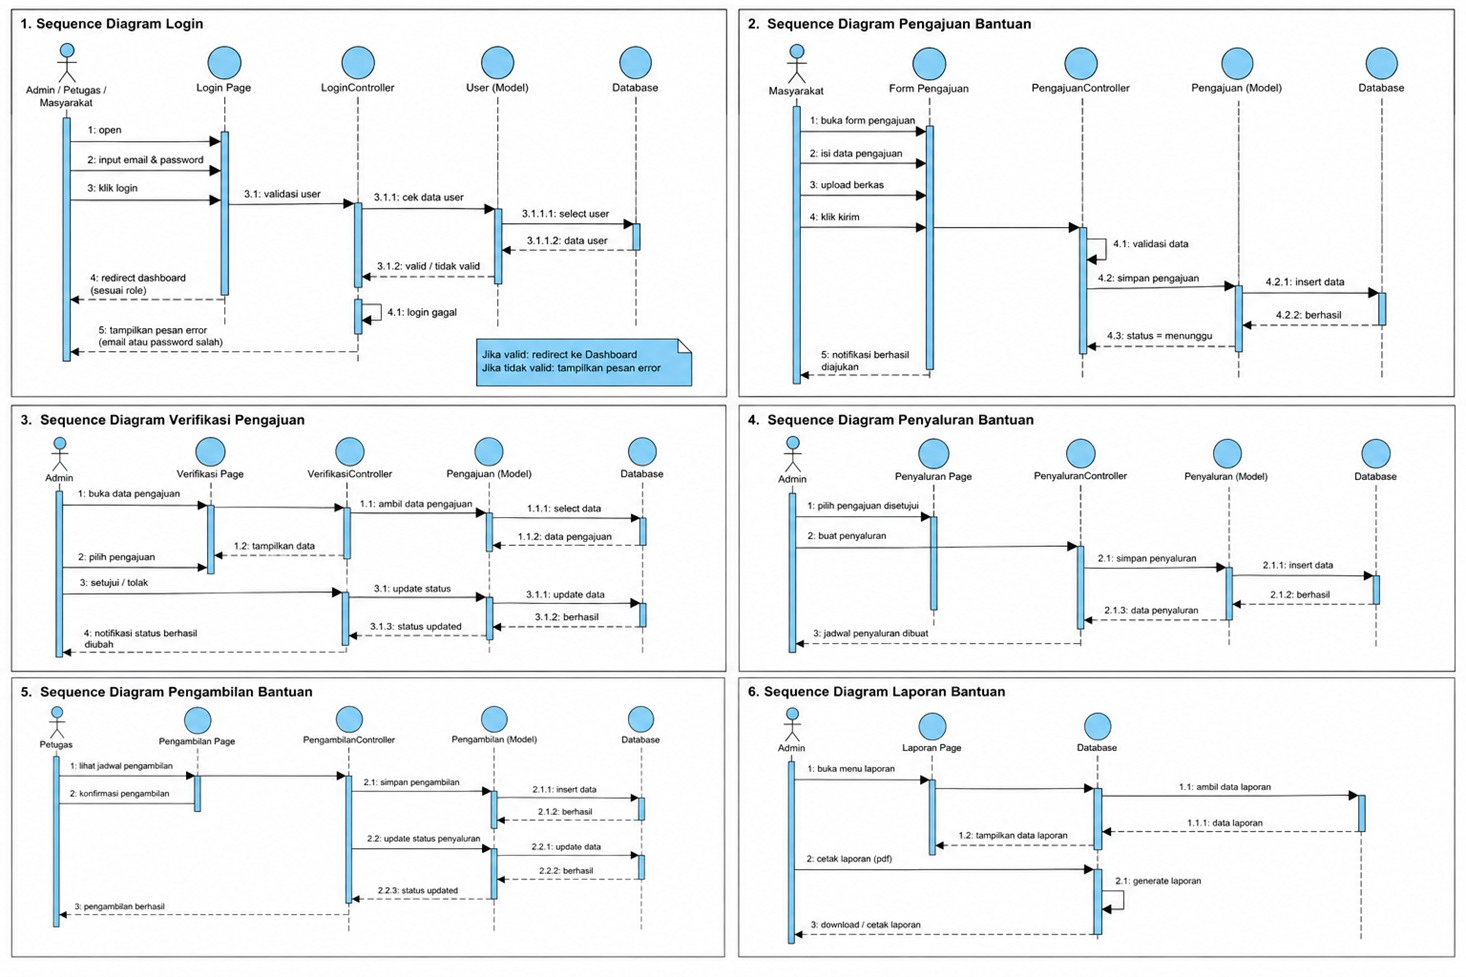 1. Sequence Diagram Login
Admin / Petugas /
Masyarakat
Login Page
LoginController
User (Model)
Database
1: open
2: input email & password
3: klik login
3.1: validasi user
3.1.1: cek data user
3.1.1.1: select user
3.1.1.2: data user
3.1.2: valid / tidak valid
4: redirect dashboard
(sesuai role)
4.1: login gagal
5: tampilkan pesan error
(email atau password salah)
Jika valid: redirect ke Dashboard
Jika tidak valid: tampilkan pesan error
2. Sequence Diagram Pengajuan Bantuan
Masyarakat
Form Pengajuan
PengajuanController
Pengajuan (Model)
Database
1: buka form pengajuan
2: isi data pengajuan
3: upload berkas
4: klik kirim
4.1: validasi data
4.2: simpan pengajuan
4.2.1: insert data
4.2.2: berhasil
4.3: status = menunggu
5: notifikasi berhasil
diajukan
3. Sequence Diagram Verifikasi Pengajuan
Admin
Verifikasi Page
VerifikasiController
Pengajuan (Model)
Database
1: buka data pengajuan
1.1: ambil data pengajuan
1.1.1: select data
1.1.2: data pengajuan
1.2: tampilkan data
2: pilih pengajuan
3: setujui / tolak
3.1: update status
3.1.1: update data
3.1.2: berhasil
3.1.3: status updated
4: notifikasi status berhasil
diubah
4. Sequence Diagram Penyaluran Bantuan
Admin
Penyaluran Page
PenyaluranController
Penyaluran (Model)
Database
1: pilih pengajuan disetujui
2: buat penyaluran
2.1: simpan penyaluran
2.1.1: insert data
2.1.2: berhasil
2.1.3: data penyaluran
3: jadwal penyaluran dibuat
5. Sequence Diagram Pengambilan Bantuan
Petugas
Pengambilan Page
PengambilanController
Pengambilan (Model)
Database
1: lihat jadwal pengambilan
2: konfirmasi pengambilan
2.1: simpan pengambilan
2.1.1: insert data
2.1.2: berhasil
2.2: update status penyaluran
2.2.1: update data
2.2.2: berhasil
2.2.3: status updated
3: pengambilan berhasil
6. Sequence Diagram Laporan Bantuan
Admin
Laporan Page
Database
1: buka menu laporan
1.1: ambil data laporan
1.1.1: data laporan
1.2: tampilkan data laporan
2: cetak laporan (pdf)
2.1: generate laporan
3: download / cetak laporan